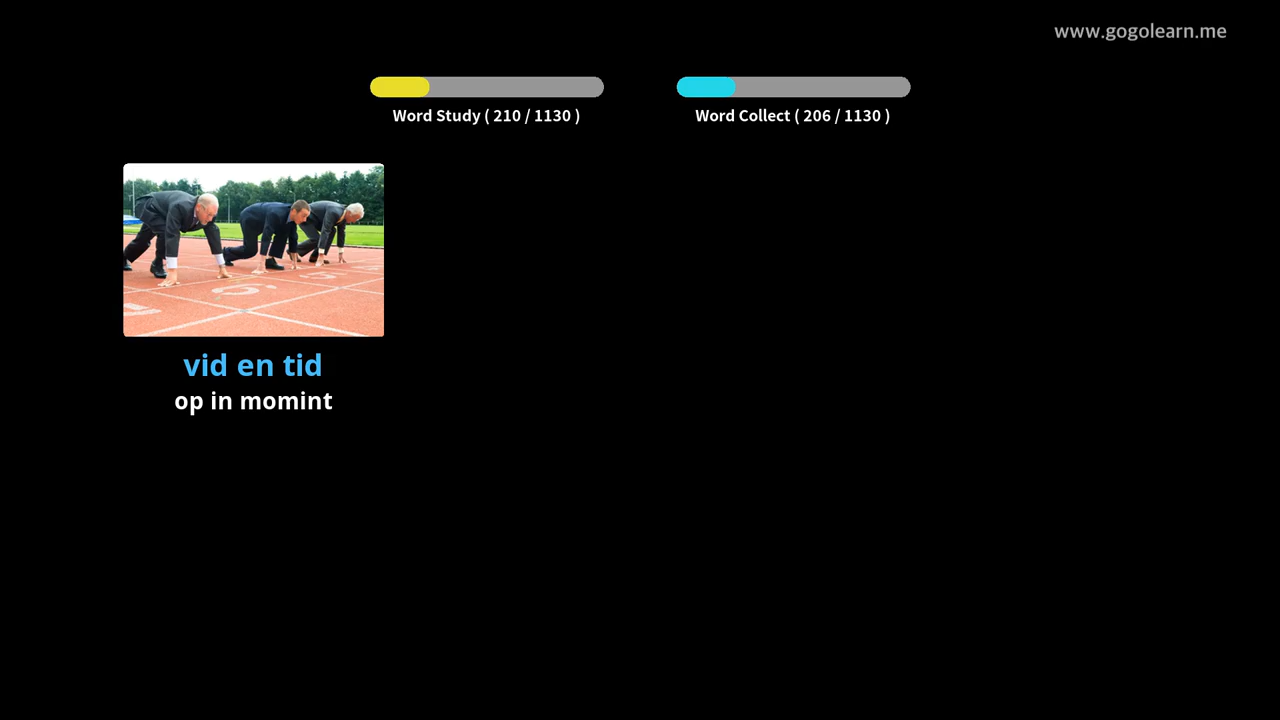 www.gogolearn.me
Word Study ( 210 / 1130 )
Word Collect ( 206 / 1130 )
vid en tid
op in momint